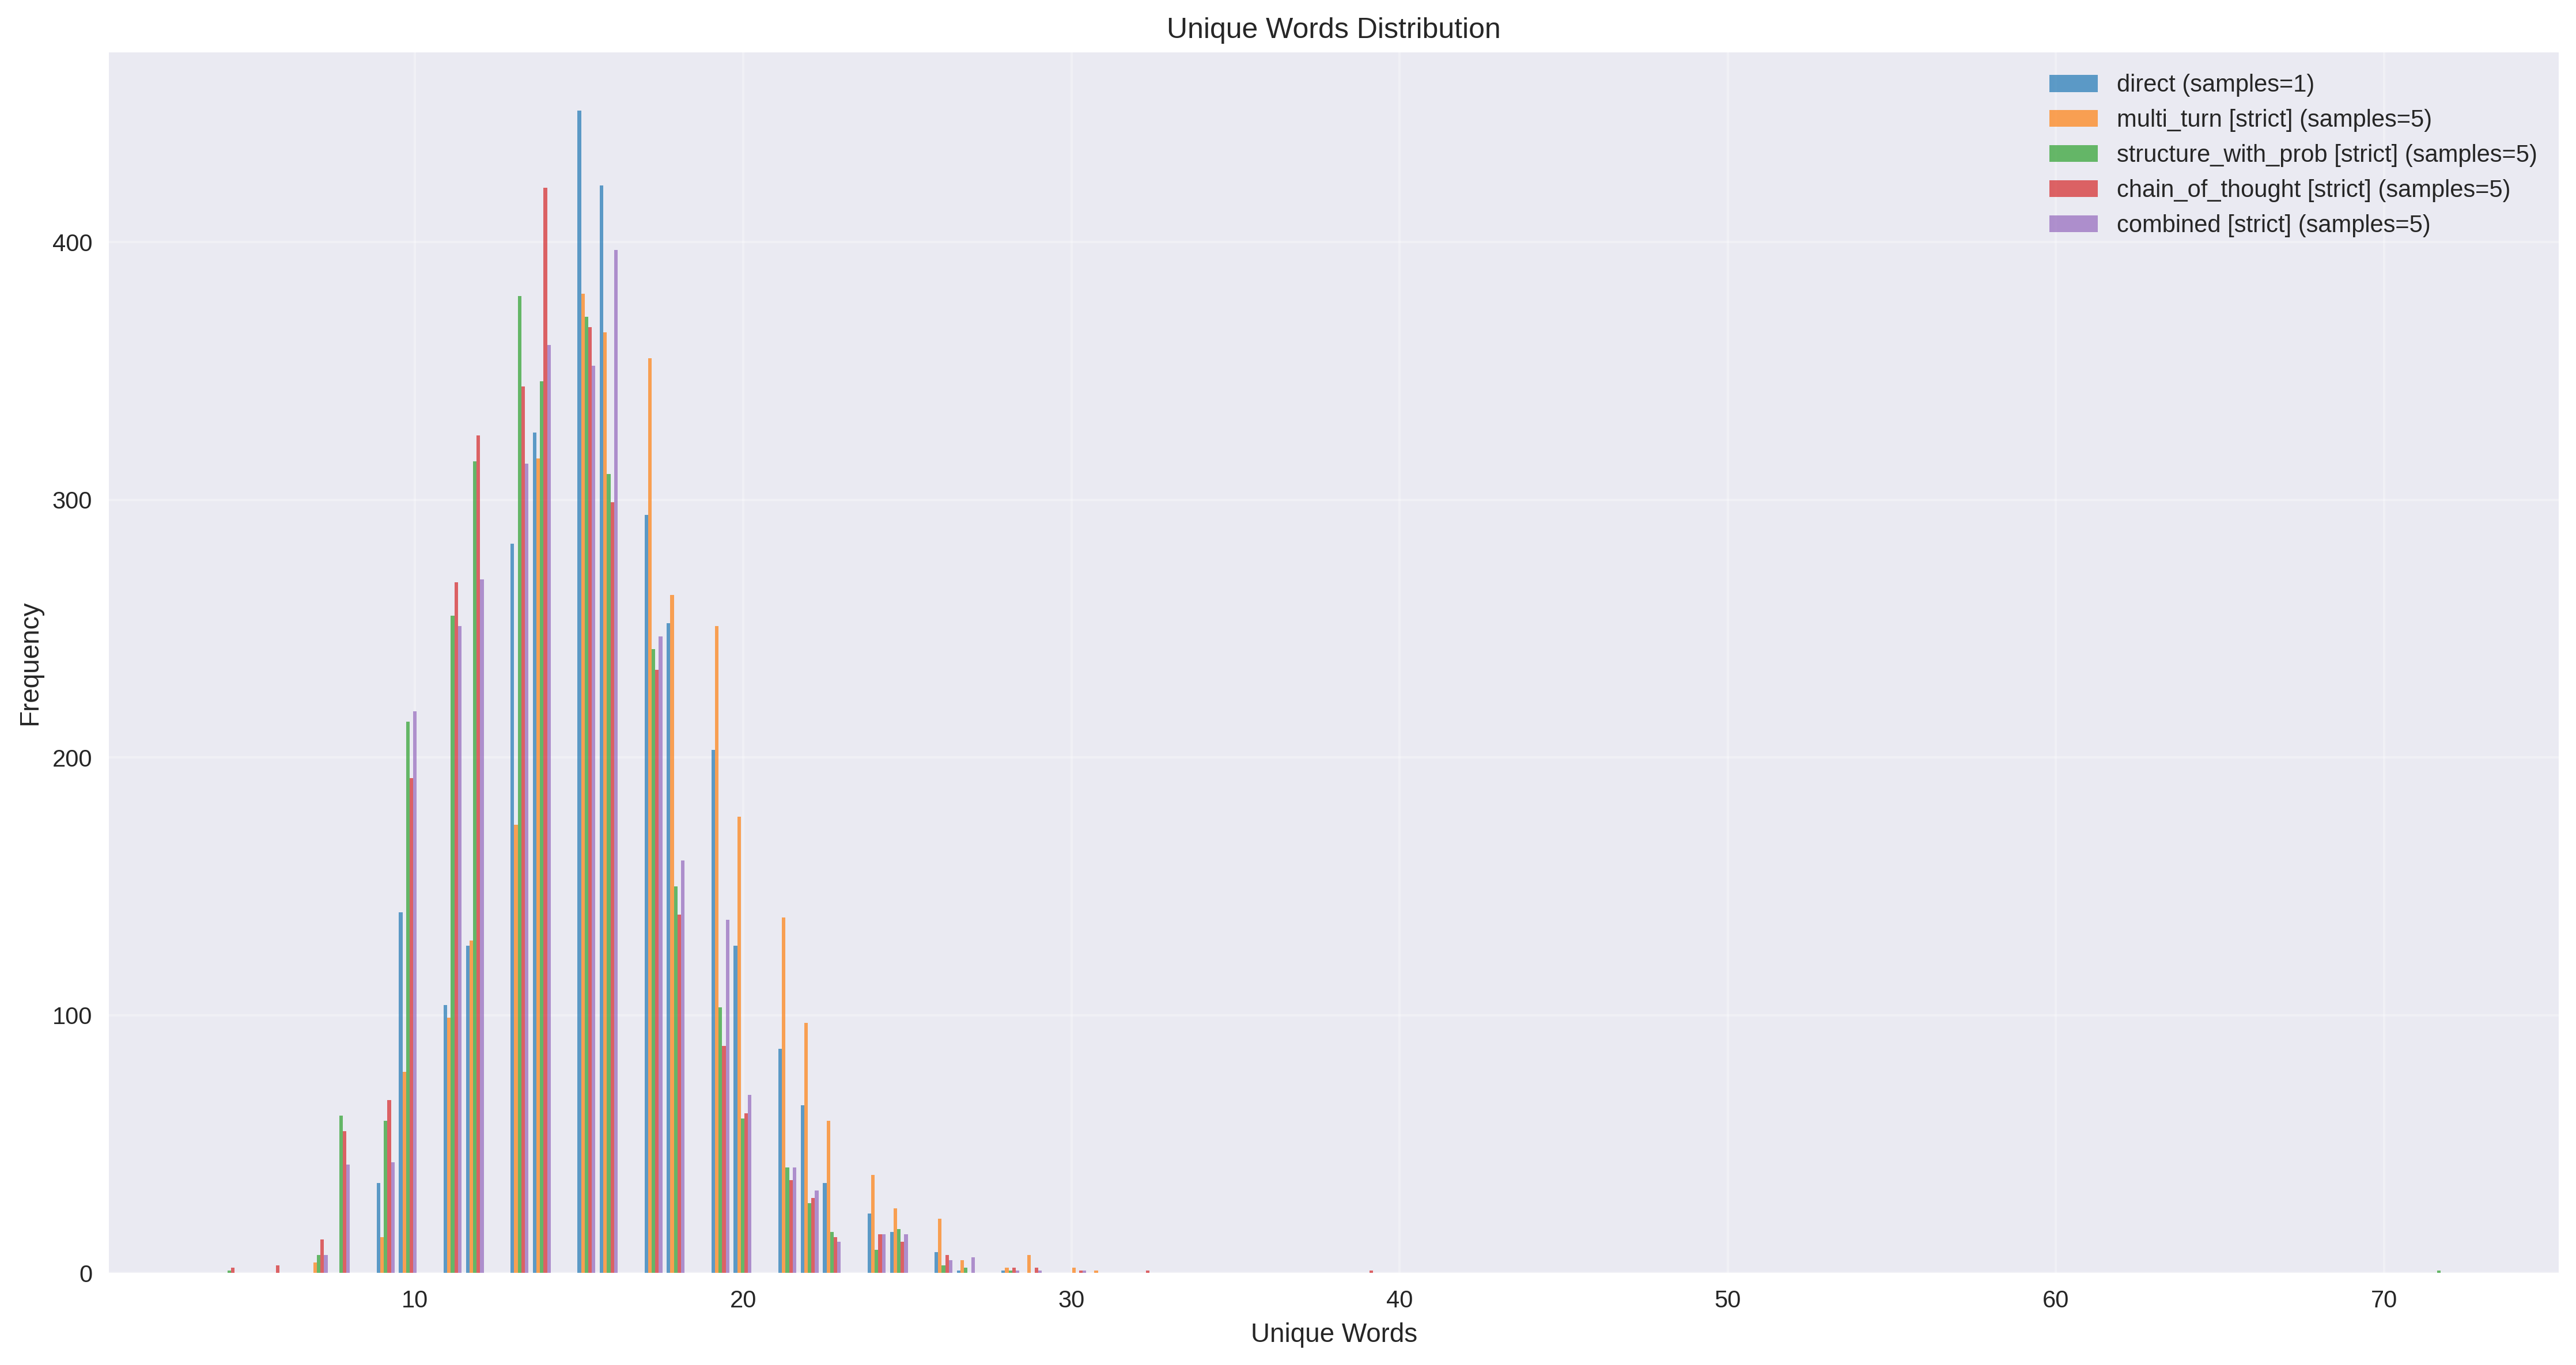 Unique Words Distribution
direct (samples=1)
multi_turn [strict] (samples=5)
structure_with_prob [strict] (samples=5)
chain_of_thought [strict] (samples=5)
combined [strict] (samples=5)
Frequency
400
300
200
100
0
10 20 30 40 50 60 70
Unique Words